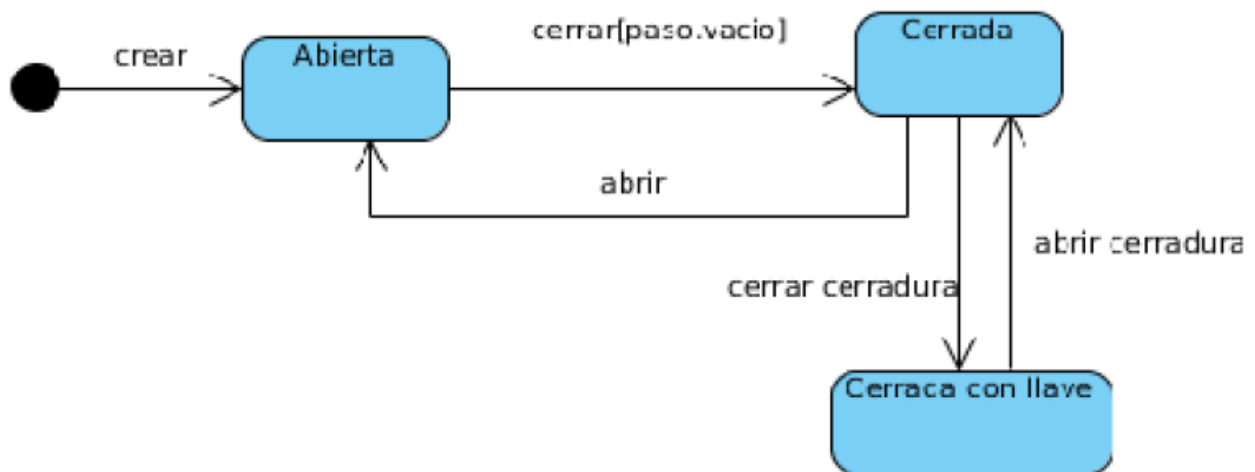 crear
Abierta
cerrar[paso.vacio]
Cerrada
abrir
abrir cerradura
cerrar cerradura
Cerraca con llave